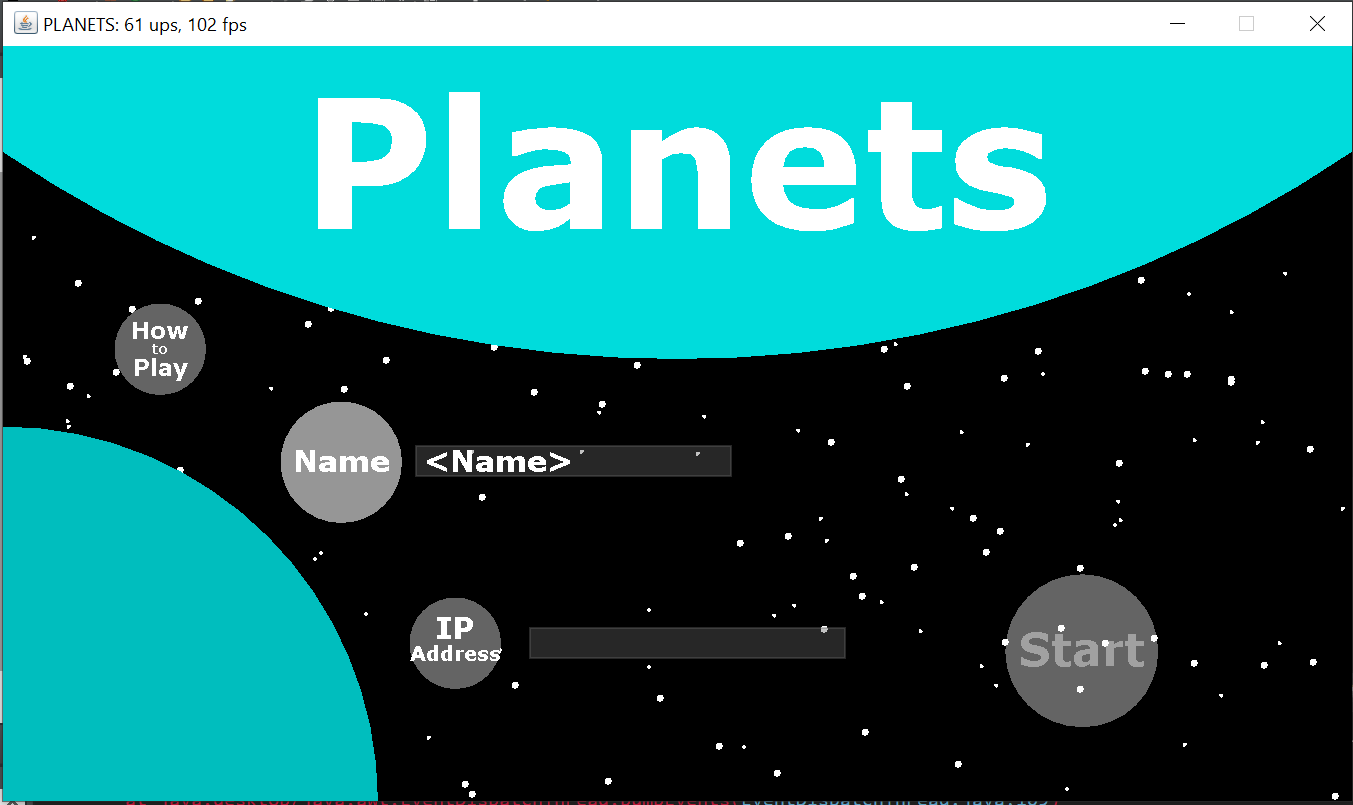 PLANETS: 61 ups, 102 fps
Planets
How
to
Play
Name
<Name>
IP
Address
Start